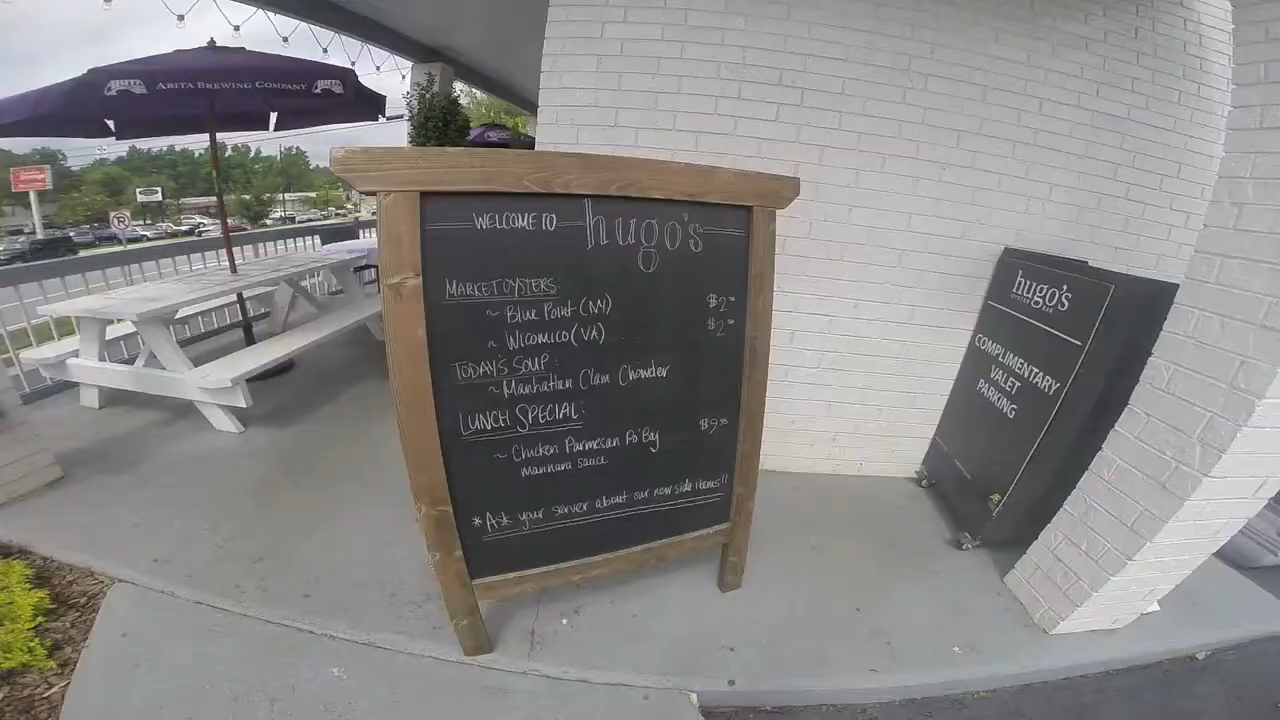 ABITA BREWING COMPANY
WELCOME TO hugo's
MARKET OYSTERS:
~ Blue Point (NY) $2
~ Wicomico (VA) $2
TODAY'S SOUP:
~ Manhattan Clam Chowder
LUNCH SPECIAL:
~ Chicken Parmesan Po'Boy $9.95
marinara sauce
*Ask your server about our new side items!!
hugo's
OYSTER BAR
COMPLIMENTARY
VALET
PARKING